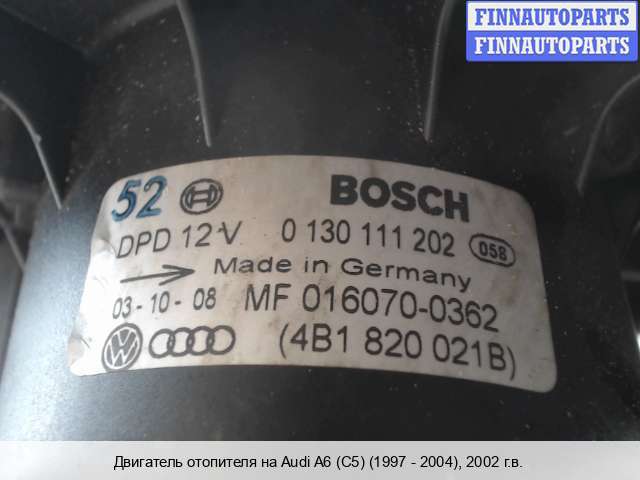 FINNAUTOPARTS
FINNAUTOPARTS
52 BOSCH
DPD 12-V 0 130 111 202 058
Made in Germany
03-10-08 MF 016070-0362
(4B1 820 021B)
Двигатель отопителя на Audi A6 (C5) (1997 - 2004), 2002 г.в.